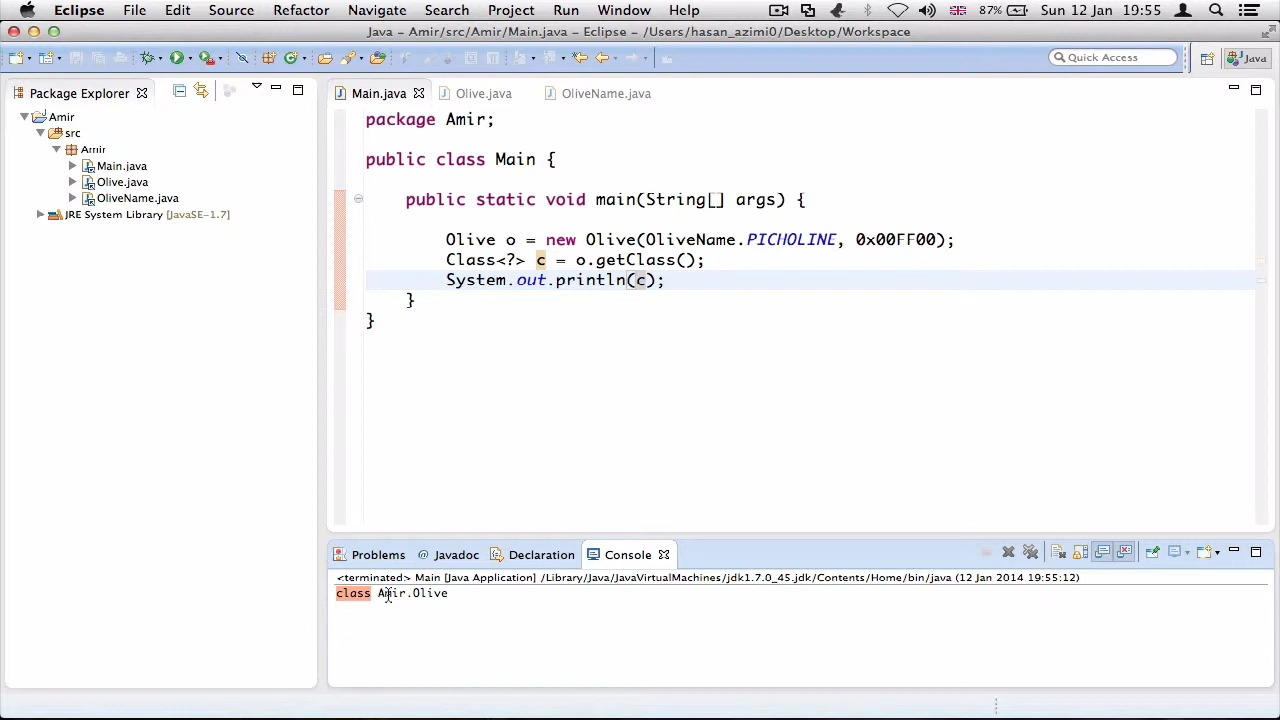 Eclipse File Edit Source Refactor Navigate Search Project Run Window Help 87% Sun 12 Jan 19:55
Java - Amir/src/Amir/Main.java - Eclipse - /Users/hasan_azimi0/Desktop/Workspace
Quick Access Java
Package Explorer
Amir
src
Amir
Main.java
Olive.java
OliveName.java
JRE System Library [JavaSE-1.7]
Main.java Olive.java OliveName.java
package Amir;
public class Main {
public static void main(String[] args) {
Olive o = new Olive(OliveName.PICHOLINE, 0x00FF00);
Class<?> c = o.getClass();
System.out.println(c);
}
}
Problems Javadoc Declaration Console
<terminated> Main [Java Application] /Library/Java/JavaVirtualMachines/jdk1.7.0_45.jdk/Contents/Home/bin/java (12 Jan 2014 19:55:12)
class Amir.Olive